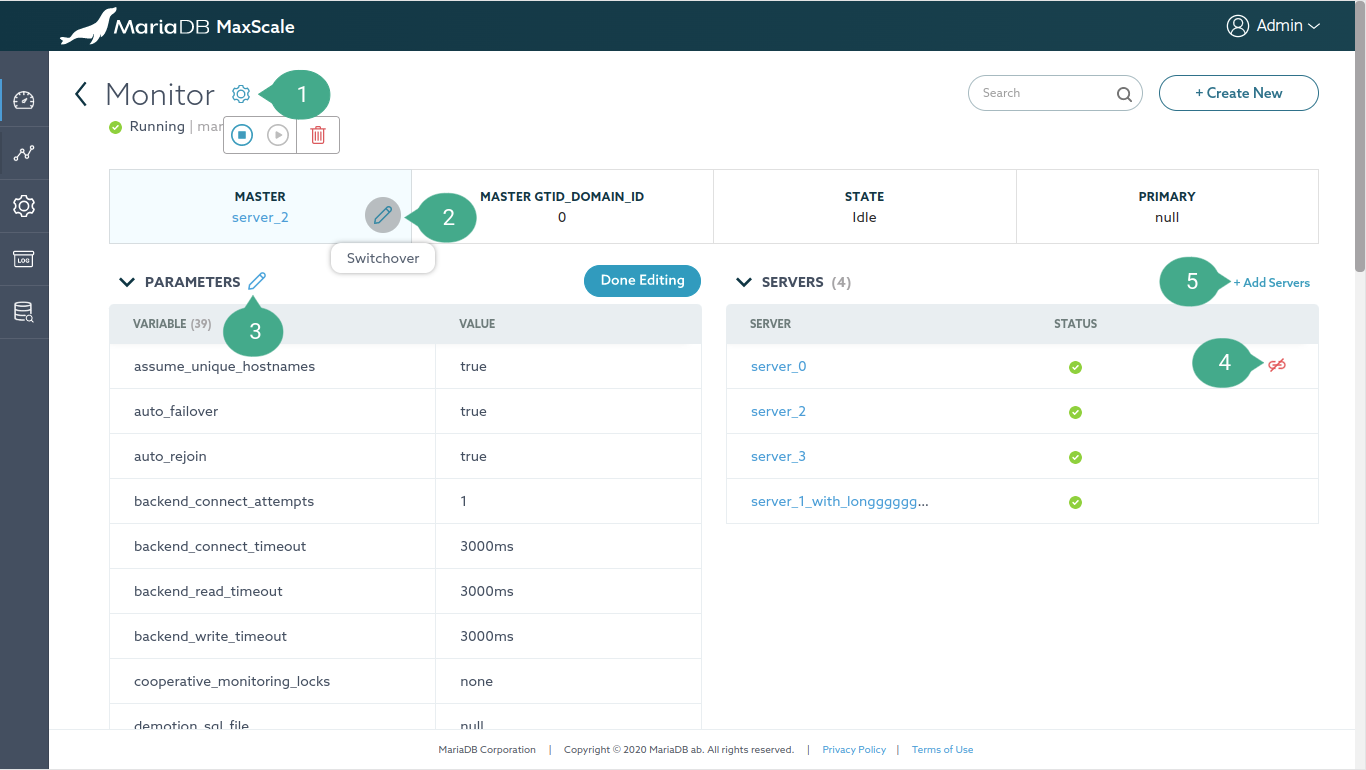 MariaDB MaxScale
Admin
Monitor
1
Search
+ Create New
Running | mar
MASTER
server_2
2
MASTER GTID_DOMAIN_ID
0
STATE
Idle
PRIMARY
null
Switchover
PARAMETERS
Done Editing
SERVERS (4)
5
+ Add Servers
VARIABLE (39)
VALUE
3
SERVER
STATUS
assume_unique_hostnames
true
auto_failover
true
auto_rejoin
true
backend_connect_attempts
1
backend_connect_timeout
3000ms
backend_read_timeout
3000ms
backend_write_timeout
3000ms
cooperative_monitoring_locks
none
demotion_sql_file
null
server_0
4
server_2
server_3
server_1_with_longggggg...
LOG
MariaDB Corporation | Copyright © 2020 MariaDB ab. All rights reserved. | Privacy Policy | Terms of Use